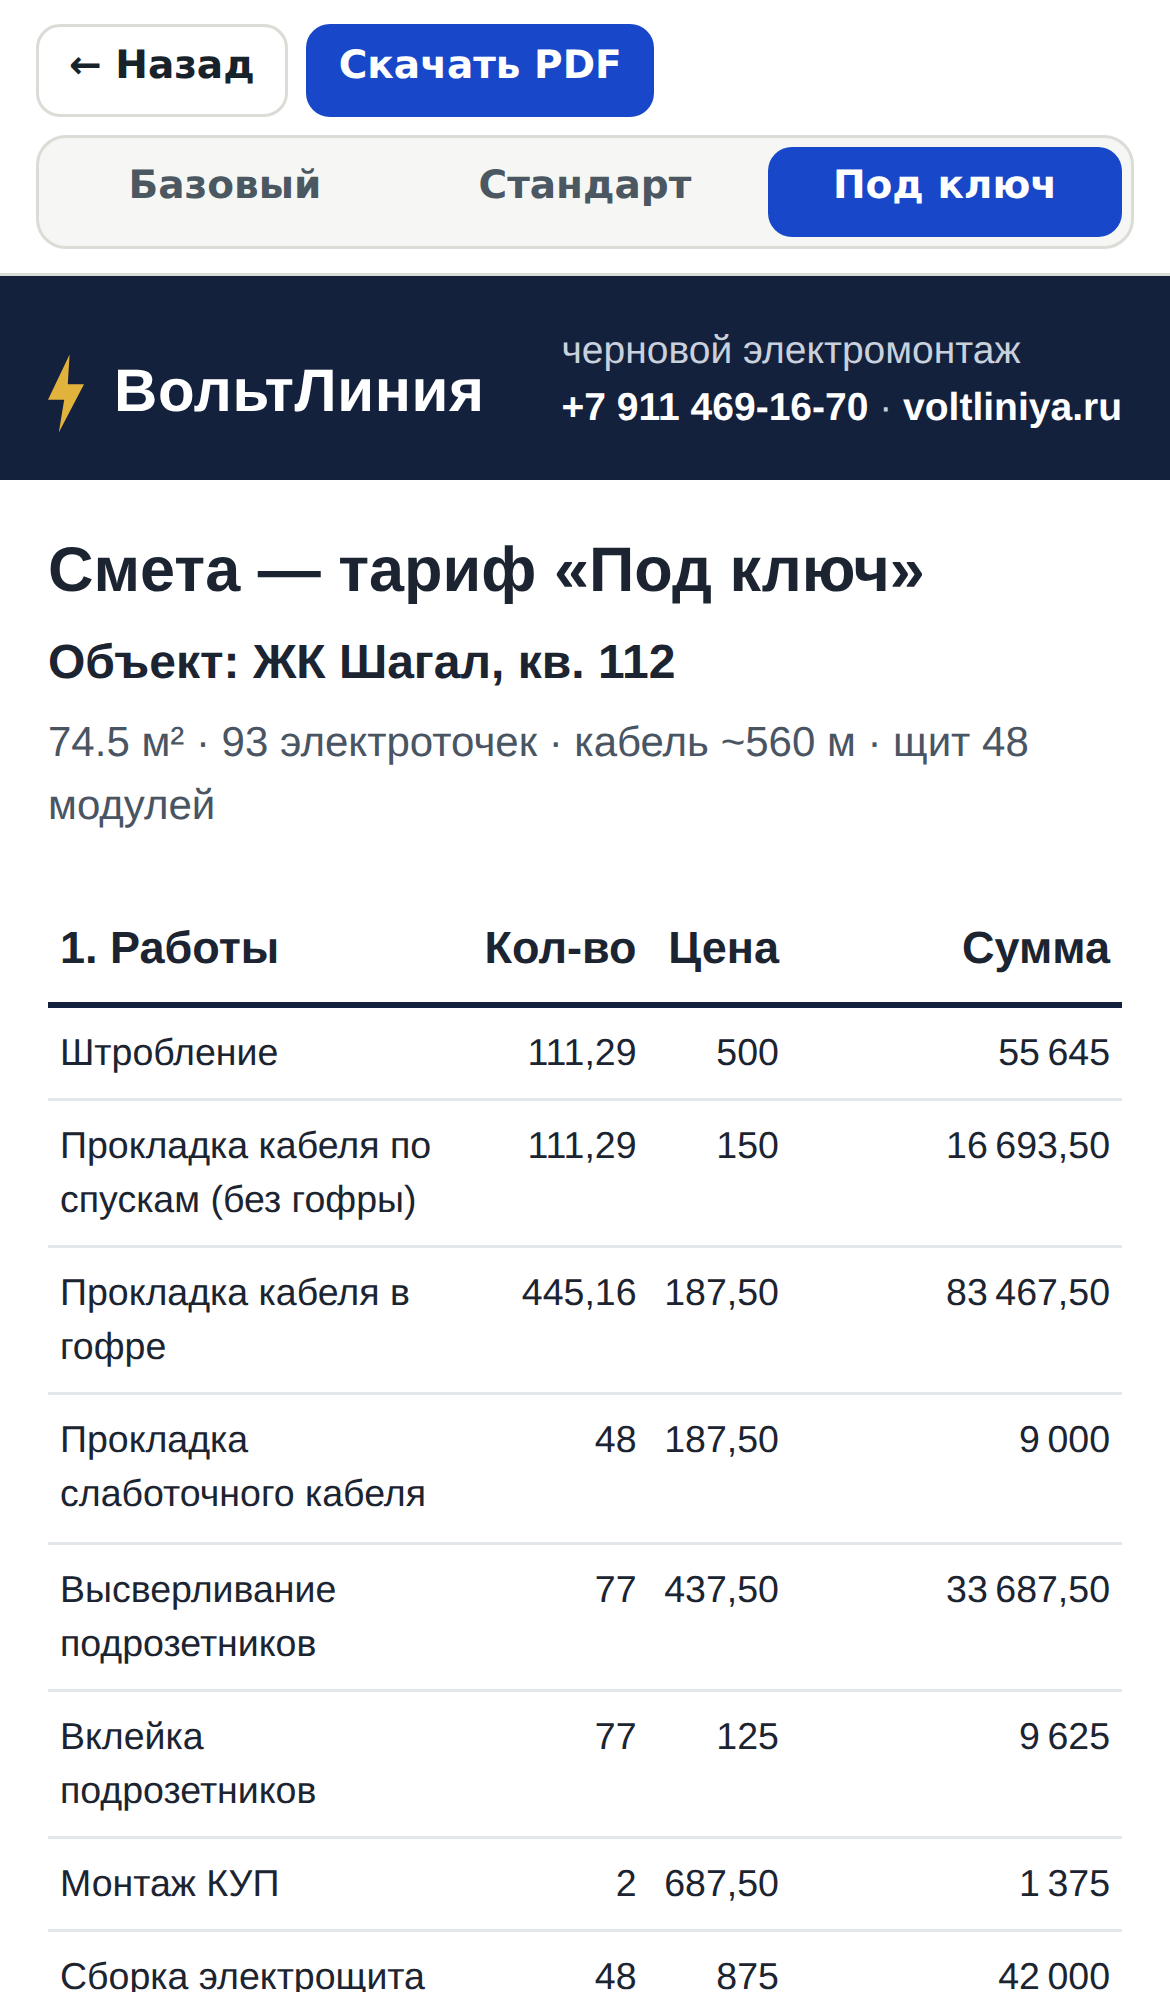 ← Назад Скачать PDF
Базовый Стандарт Под ключ
черновой электромонтаж
ВольтЛиния
+7 911 469-16-70 · voltliniya.ru
Смета — тариф «Под ключ»
Объект: ЖК Шагал, кв. 112
74.5 м² · 93 электроточек · кабель ~560 м · щит 48
модулей
1. Работы Кол-во Цена Сумма
Штробление 111,29 500 55 645
Прокладка кабеля по 111,29 150 16 693,50
спускам (без гофры)
Прокладка кабеля в 445,16 187,50 83 467,50
гофре
Прокладка 48 187,50 9 000
слаботочного кабеля
Высверливание 77 437,50 33 687,50
подрозетников
Вклейка 77 125 9 625
подрозетников
Монтаж КУП 2 687,50 1 375
Сборка электрощита 48 875 42 000